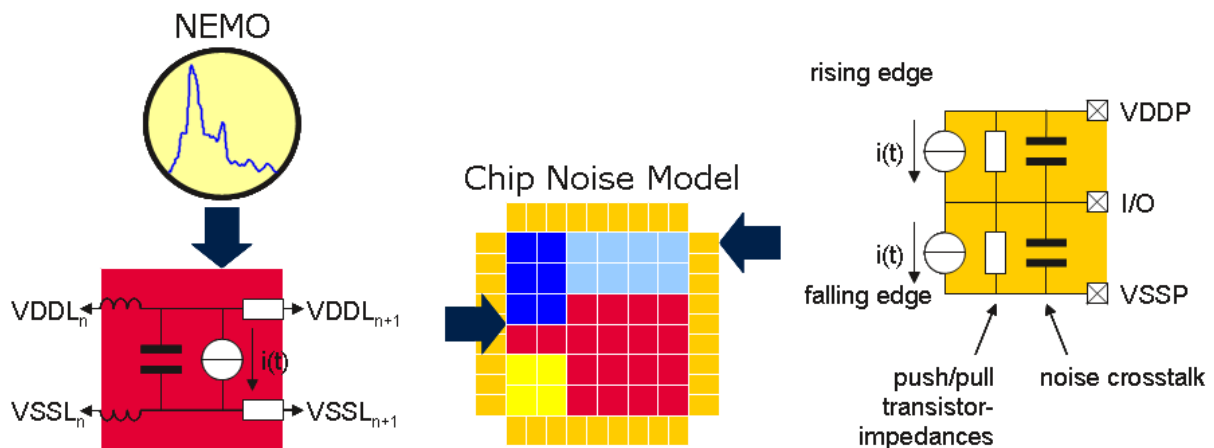 NEMO
VDDLn
VDDLn+1
i(t)
VSSLn
VSSLn+1
Chip Noise Model
rising edge
VDDP
i(t)
I/O
i(t)
falling edge
VSSP
push/pull
transistor-
impedances
noise crosstalk